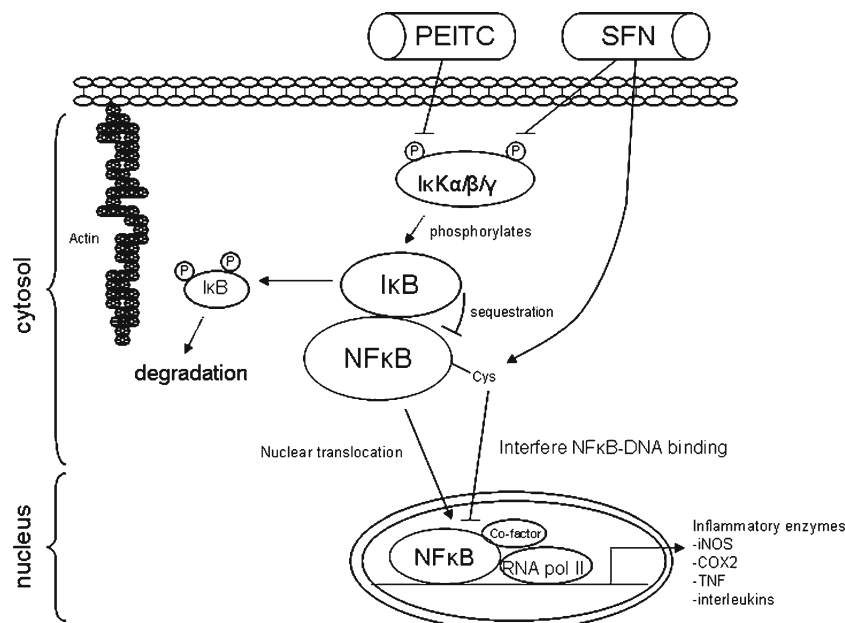 PEITC
SFN
P
P
IκKα/β/γ
phosphorylates
cytosol
Actin
P
P
IκB
IκB
sequestration
degradation
NFκB
Cys
Nuclear translocation
Interfere NFκB-DNA binding
nucleus
Co-factor
NFκB
RNA pol II
Inflammatory enzymes
-iNOS
-COX2
-TNF
-interleukins